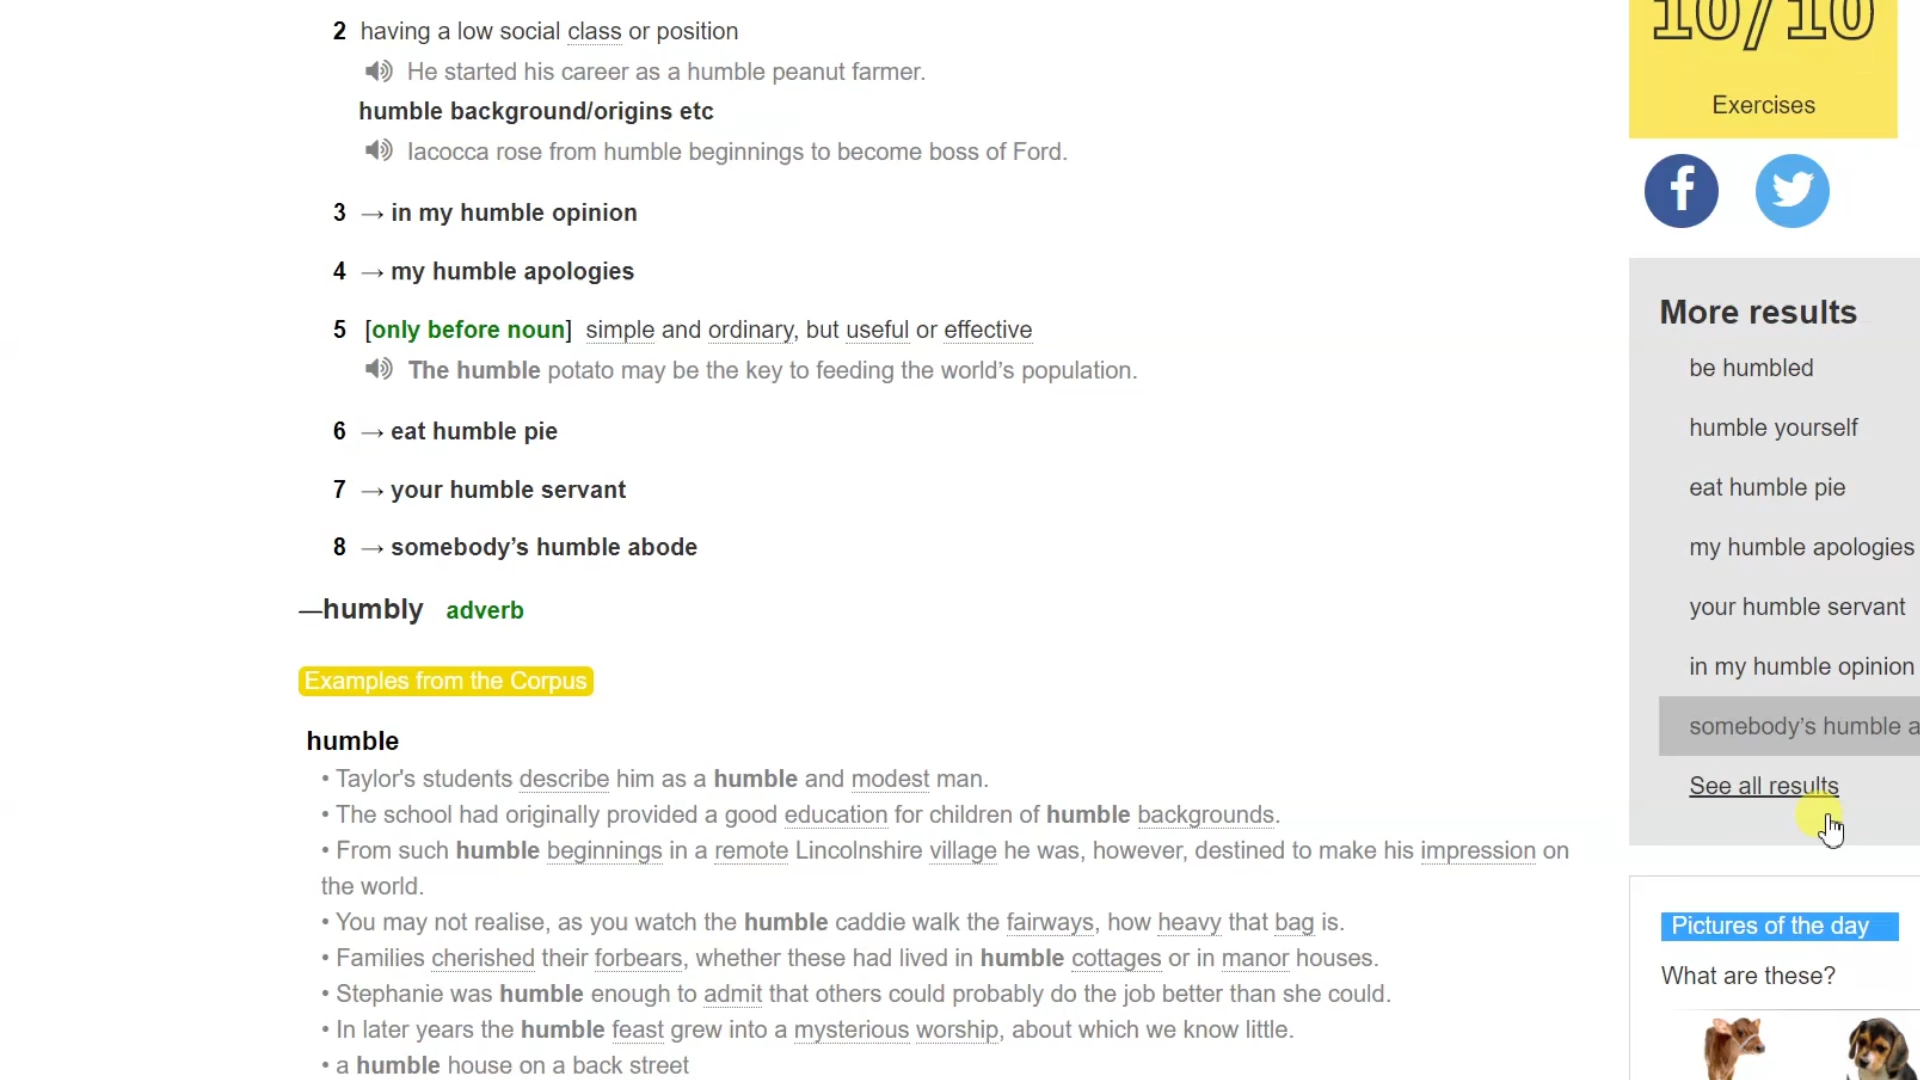 2 having a low social class or position
He started his career as a humble peanut farmer.
humble background/origins etc
Iacocca rose from humble beginnings to become boss of Ford.
3 → in my humble opinion
4 → my humble apologies
5 [only before noun] simple and ordinary, but useful or effective
The humble potato may be the key to feeding the world’s population.
6 → eat humble pie
7 → your humble servant
8 → somebody’s humble abode
—humbly adverb
Examples from the Corpus
humble
• Taylor's students describe him as a humble and modest man.
• The school had originally provided a good education for children of humble backgrounds.
• From such humble beginnings in a remote Lincolnshire village he was, however, destined to make his impression on
the world.
• You may not realise, as you watch the humble caddie walk the fairways, how heavy that bag is.
• Families cherished their forbears, whether these had lived in humble cottages or in manor houses.
• Stephanie was humble enough to admit that others could probably do the job better than she could.
• In later years the humble feast grew into a mysterious worship, about which we know little.
• a humble house on a back street
10/10
Exercises
More results
be humbled
humble yourself
eat humble pie
my humble apologies
your humble servant
in my humble opinion
somebody’s humble a
See all results
Pictures of the day
What are these?